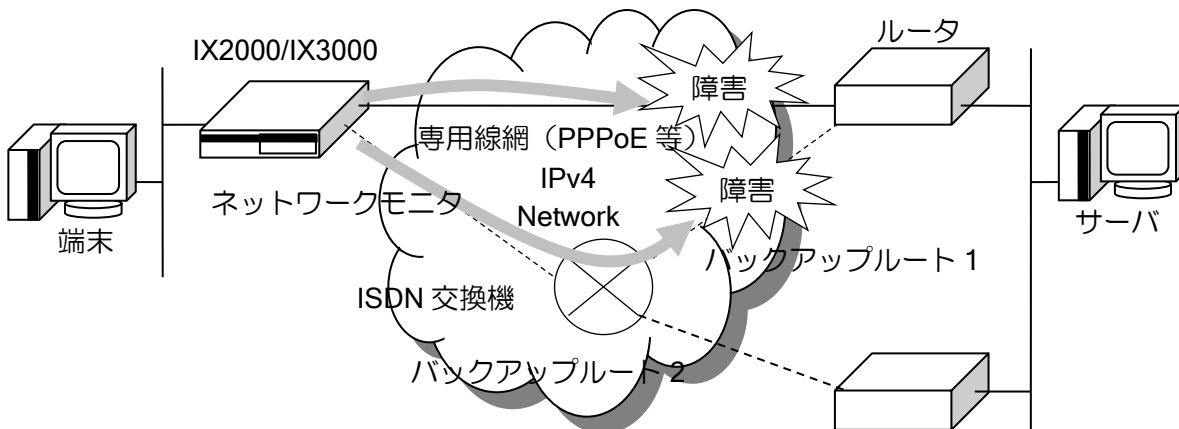 ルータ
IX2000/IX3000
障害
専用線網（PPPoE 等）
IPv4
Network
障害
ネットワークモニタ
端末
サーバ
バックアップルート 1
ISDN 交換機
バックアップルート 2